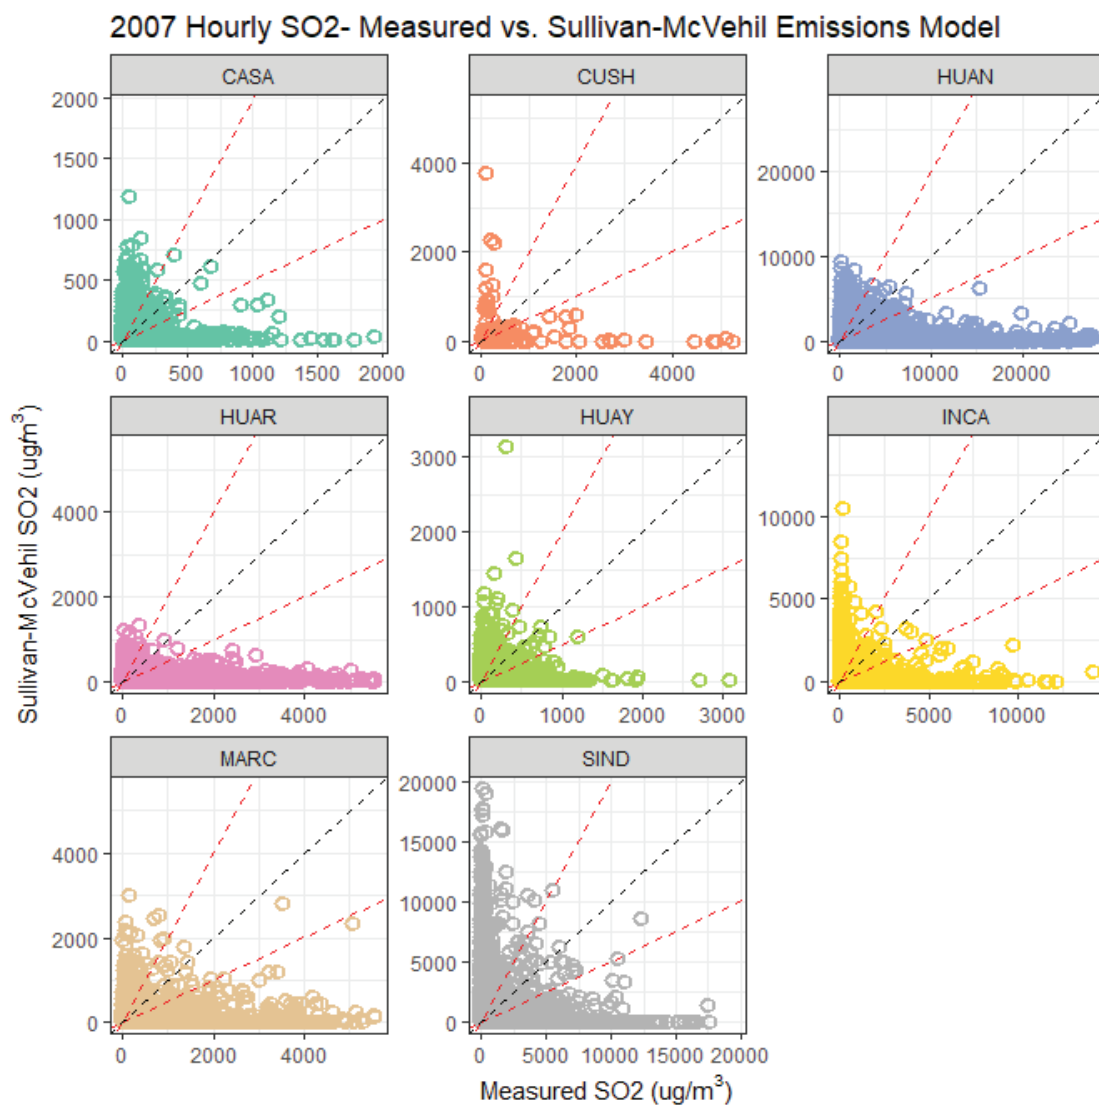 2007 Hourly SO2- Measured vs. Sullivan-McVehil Emissions Model
CASA
CUSH
HUAN
2000
1500
1000
500
0
0 500 1000 1500 2000
4000
2000
0
0 2000 4000
20000
10000
0
0 10000 20000
HUAR
HUAY
INCA
4000
2000
0
0 2000 4000
3000
2000
1000
0
0 1000 2000 3000
10000
5000
0
0 5000 10000
MARC
SIND
4000
2000
0
0 2000 4000
20000
15000
10000
5000
0
0 5000 10000 15000 20000
Sullivan-McVehil SO2 (ug/m³)
Measured SO2 (ug/m³)